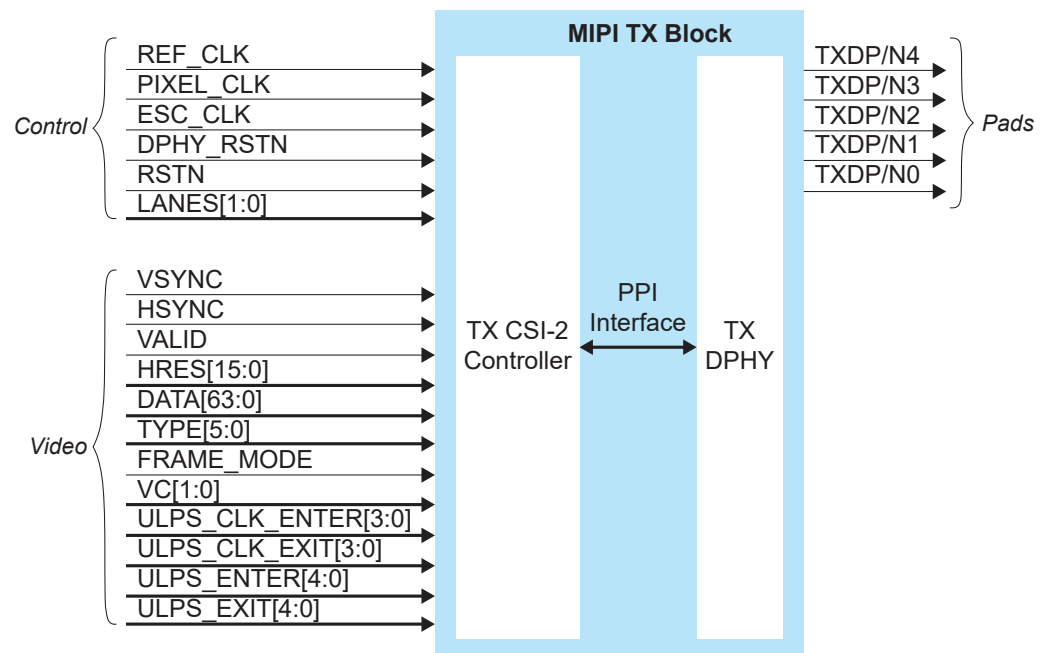 MIPI TX Block
Control
REF_CLK
PIXEL_CLK
ESC_CLK
DPHY_RSTN
RSTN
LANES[1:0]
Video
VSYNC
HSYNC
VALID
HRES[15:0]
DATA[63:0]
TYPE[5:0]
FRAME_MODE
VC[1:0]
ULPS_CLK_ENTER[3:0]
ULPS_CLK_EXIT[3:0]
ULPS_ENTER[4:0]
ULPS_EXIT[4:0]
TX CSI-2
Controller
PPI
Interface
TX
DPHY
TXDP/N4
TXDP/N3
TXDP/N2
TXDP/N1
TXDP/N0
Pads